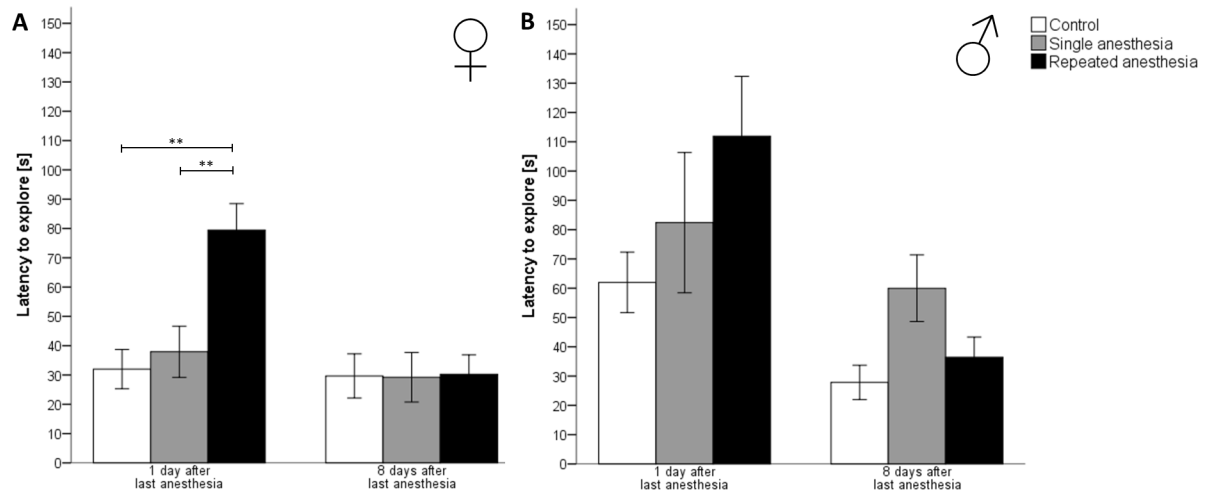 A
Latency to explore [s]
150
140
130
120
110
100
90
80
70
60
50
40
30
20
10
0
**
**
1 day after
last anesthesia
8 days after
last anesthesia
B
Latency to explore [s]
150
140
130
120
110
100
90
80
70
60
50
40
30
20
10
0
1 day after
last anesthesia
8 days after
last anesthesia
Control
Single anesthesia
Repeated anesthesia